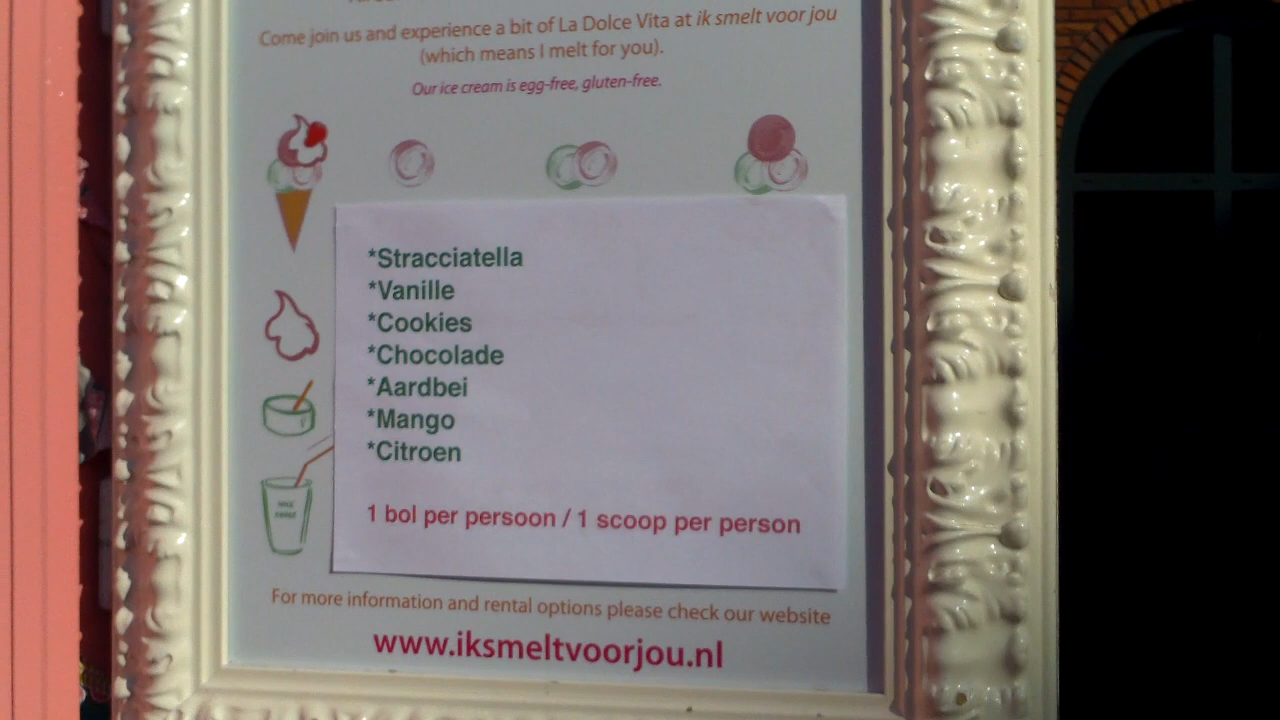 Come join us and experience a bit of La Dolce Vita at ik smelt voor jou
(which means I melt for you).
Our ice cream is egg-free, gluten-free.
*Stracciatella
*Vanille
*Cookies
*Chocolade
*Aardbei
*Mango
*Citroen
1 bol per persoon / 1 scoop per person
For more information and rental options please check our website
www.iksmeltvoorjou.nl